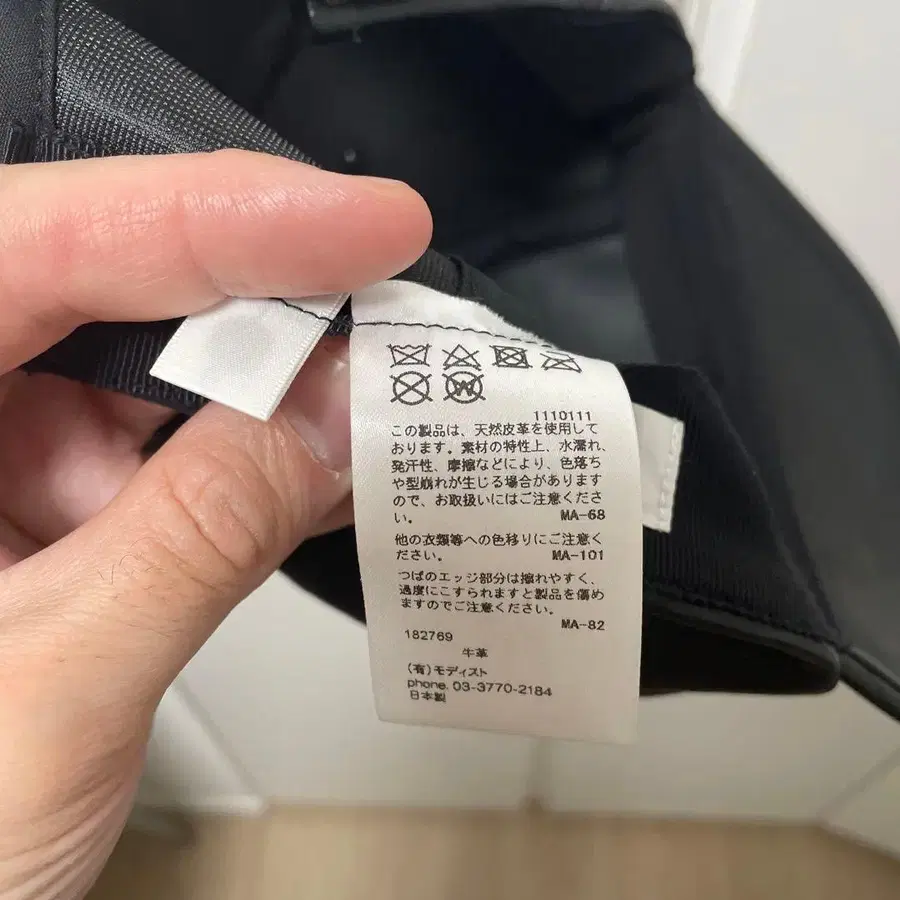 1110111
この製品は、天然皮革を使用して
おります。素材の特性上、水濡れ、
発汗性、摩擦などにより、色落ち
や型崩れが生じる場合があります
ので、お取扱いにはご注意くださ
い。 MA-68
他の衣類等への色移りにご注意く
ださい。 MA-101
つばのエッジ部分は擦れやすく、
過度にこすられますと製品を傷め
ますのでご注意ください。
MA-82
182769
牛革
(有)モディスト
phone. 03-3770-2184
日本製